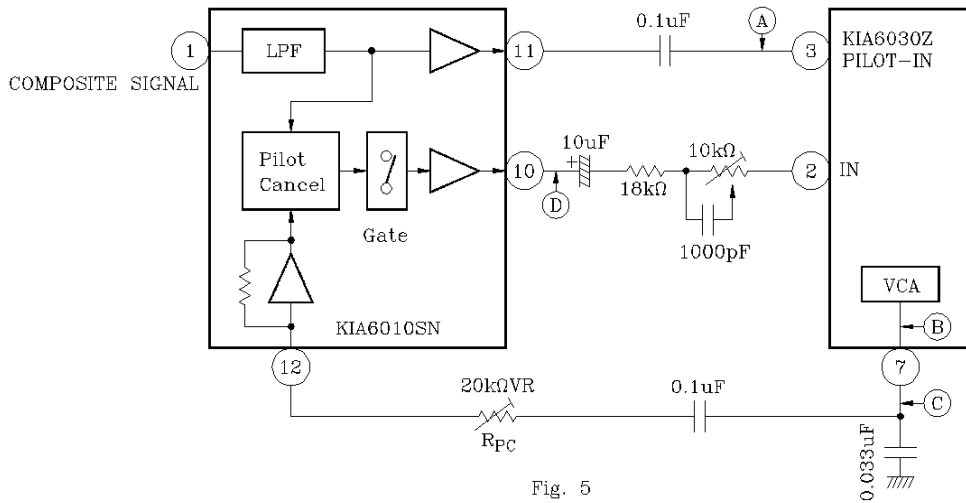 0.1uF
A
1
LPF
11
3
KIA6030Z
PILOT-IN
COMPOSITE SIGNAL
Pilot
Cancel
10uF
+
10kΩ
10
2
IN
D
18kΩ
Gate
1000pF
VCA
KIA6010SN
B
12
7
20kΩVR
0.1uF
C
RPC
0.033uF
Fig. 5